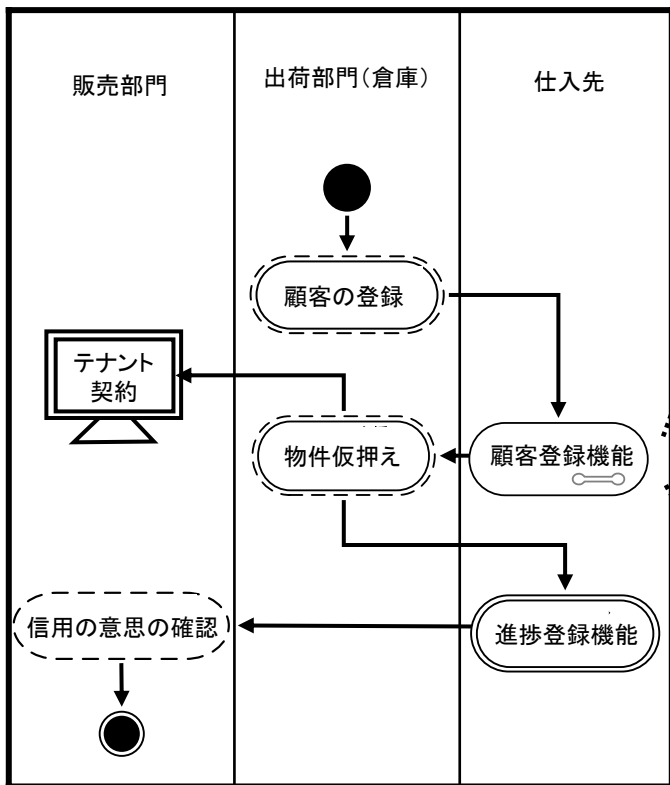 販売部門
出荷部門(倉庫)
仕入先
顧客の登録
テナント
契約
物件仮押え
顧客登録機能
信用の意思の確認
進捗登録機能